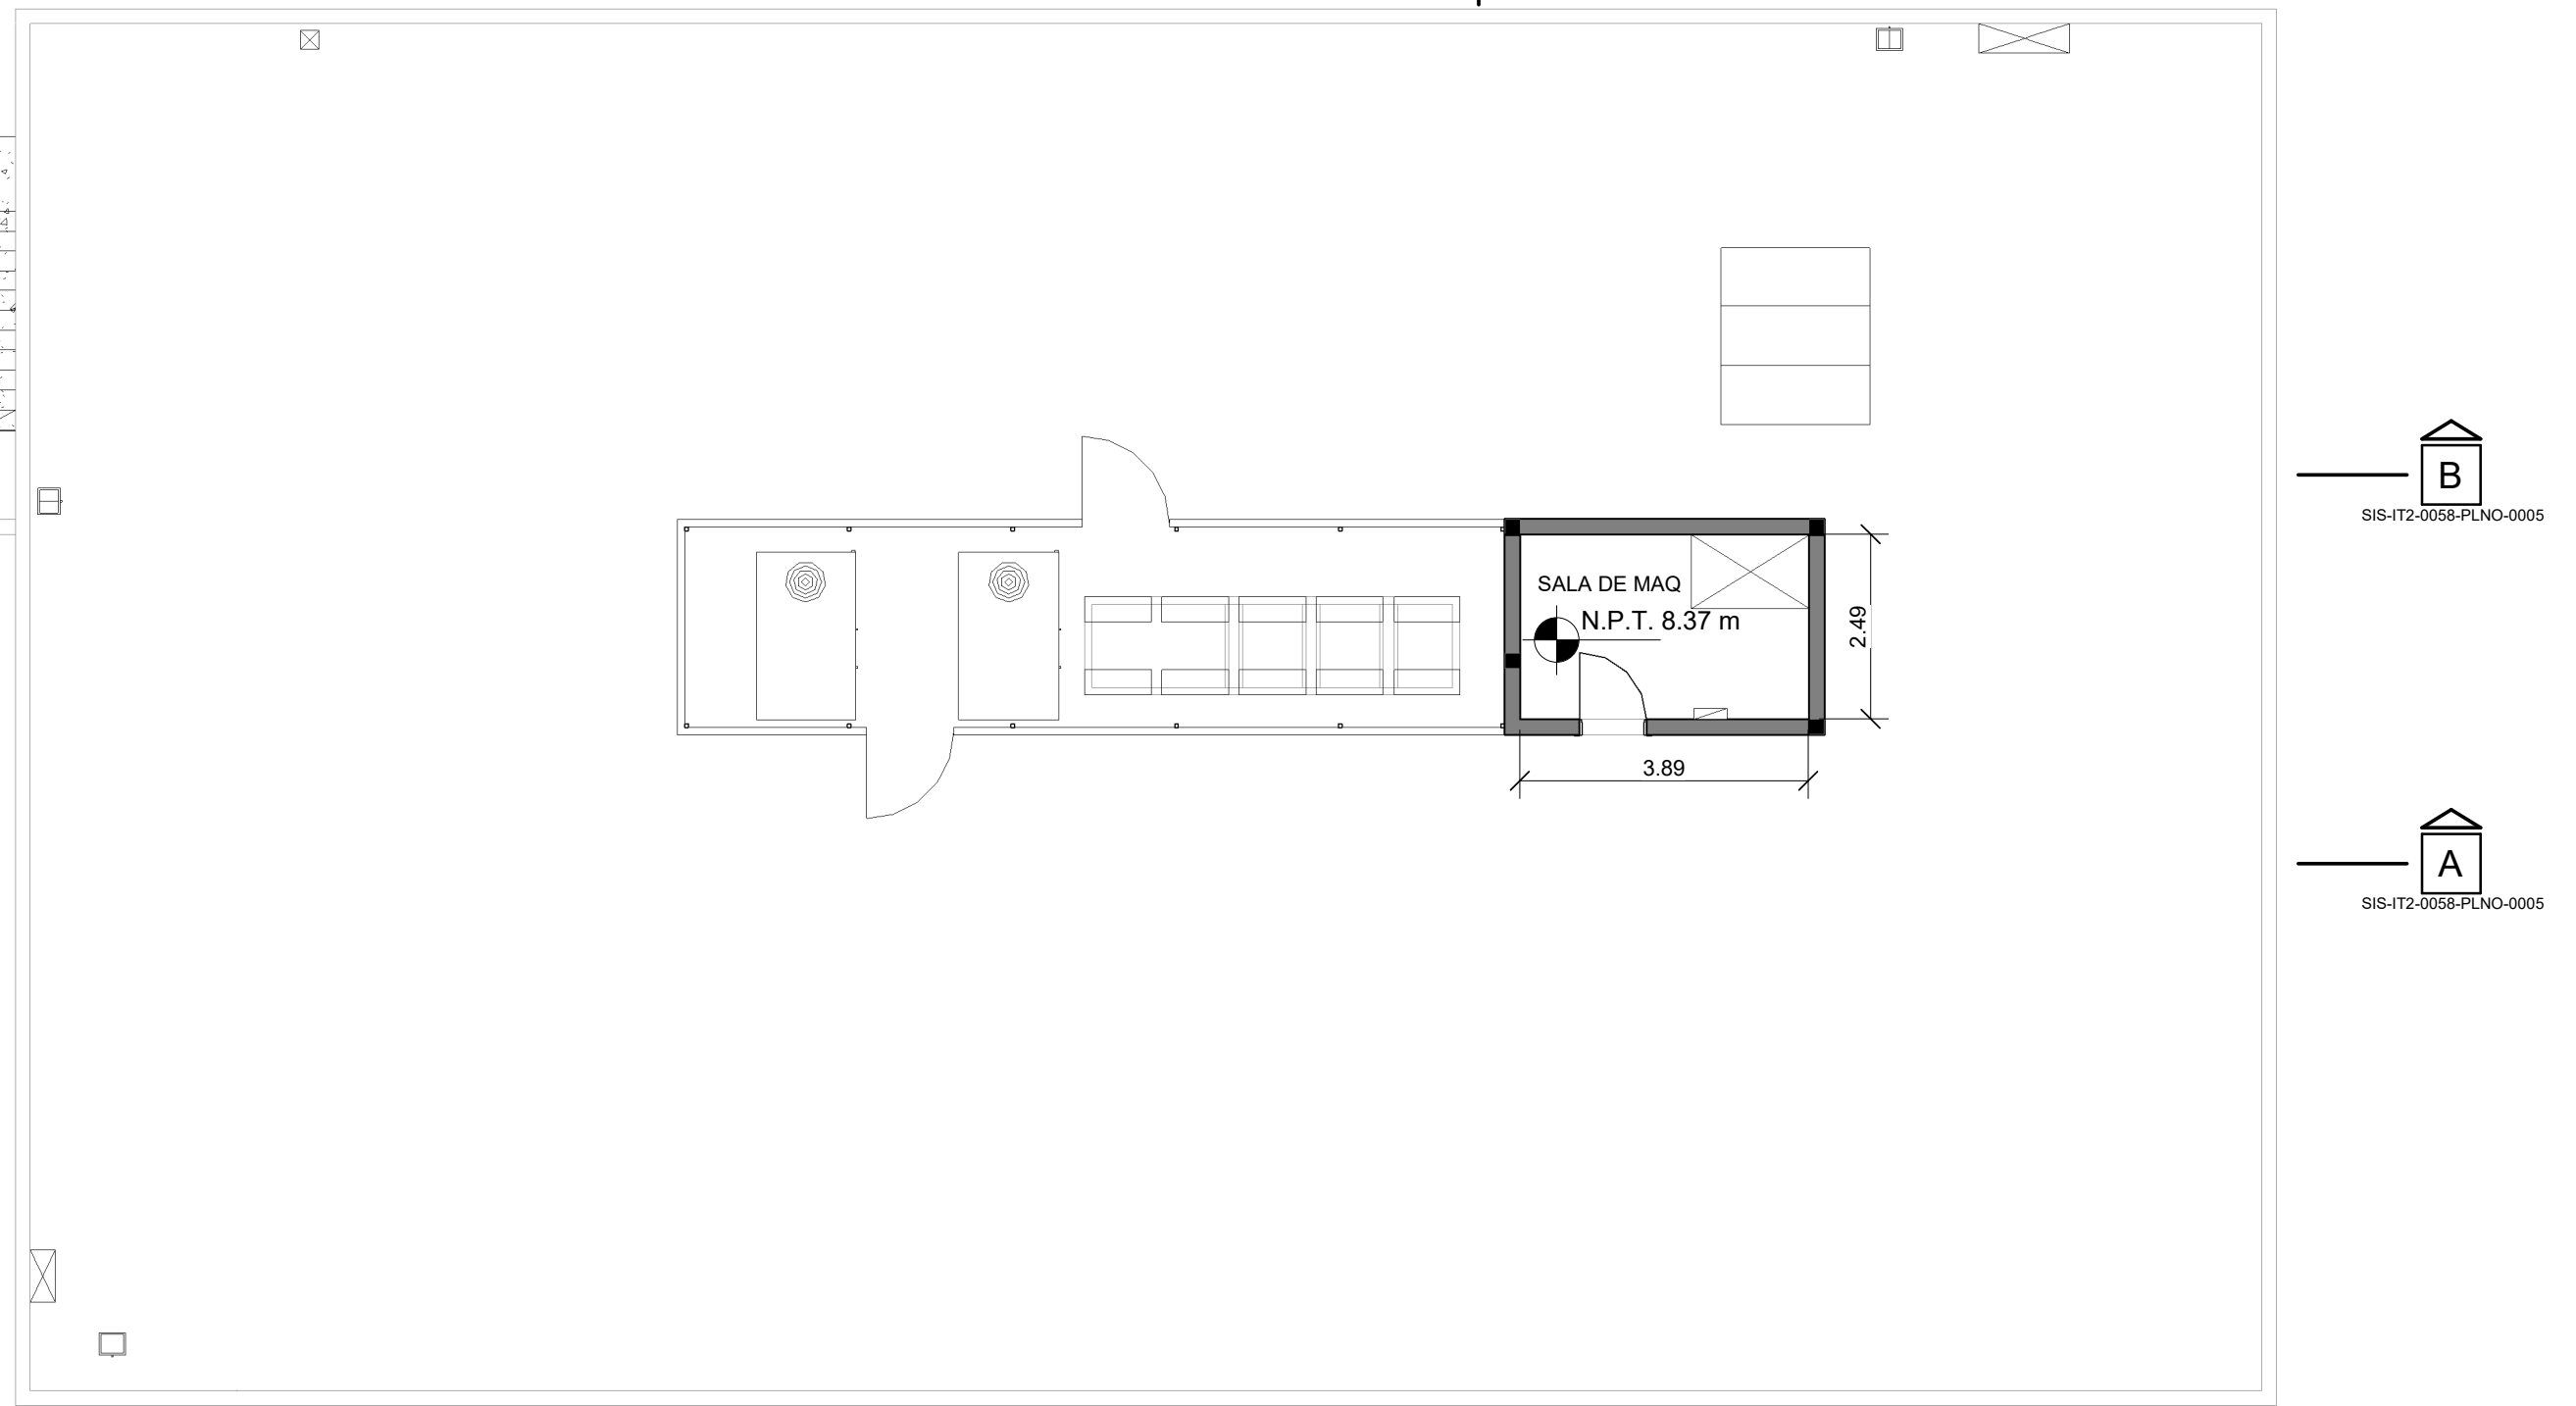 B
SIS-IT2-0058-PLNO-0005
SALA DE MAQ
N.P.T. 8.37 m
2.49
3.89
A
SIS-IT2-0058-PLNO-0005